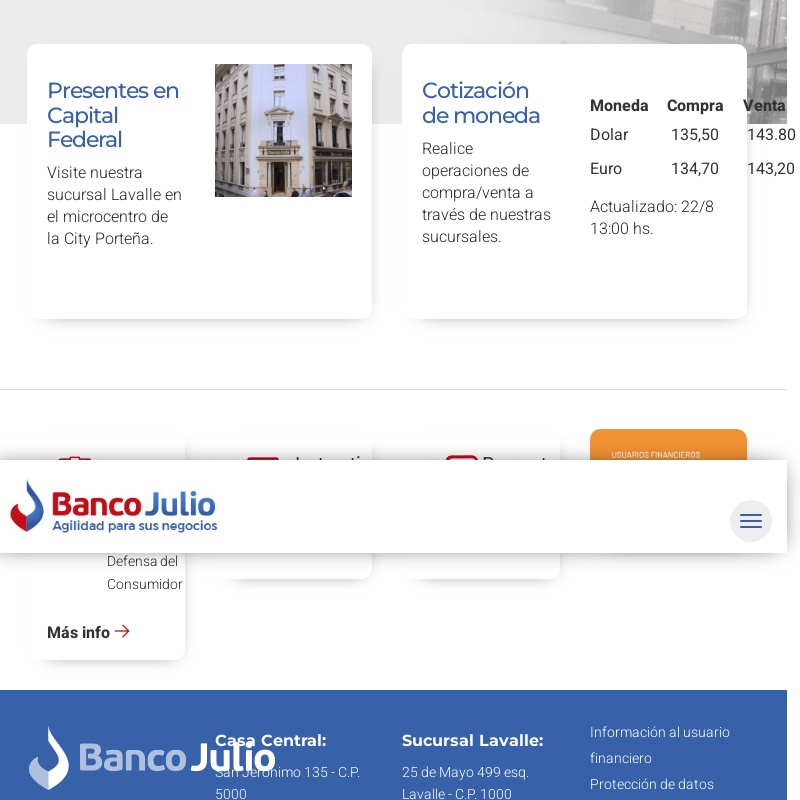 Presentes en
Capital
Federal
Visite nuestra
sucursal Lavalle en
el microcentro de
la City Porteña.
Cotización
de moneda
Realice
operaciones de
compra/venta a
través de nuestras
sucursales.
Moneda Compra Venta
Dolar 135,50 143.80
Euro 134,70 143,20
Actualizado: 22/8
13:00 hs.
USUARIOS FINANCIEROS
Banco Julio
Agilidad para sus negocios
Defensa del
Consumidor
Más info
Banco Julio
Casa Central:
San Jerónimo 135 - C.P.
5000
Sucursal Lavalle:
25 de Mayo 499 esq.
Lavalle - C.P. 1000
Información al usuario
financiero
Protección de datos